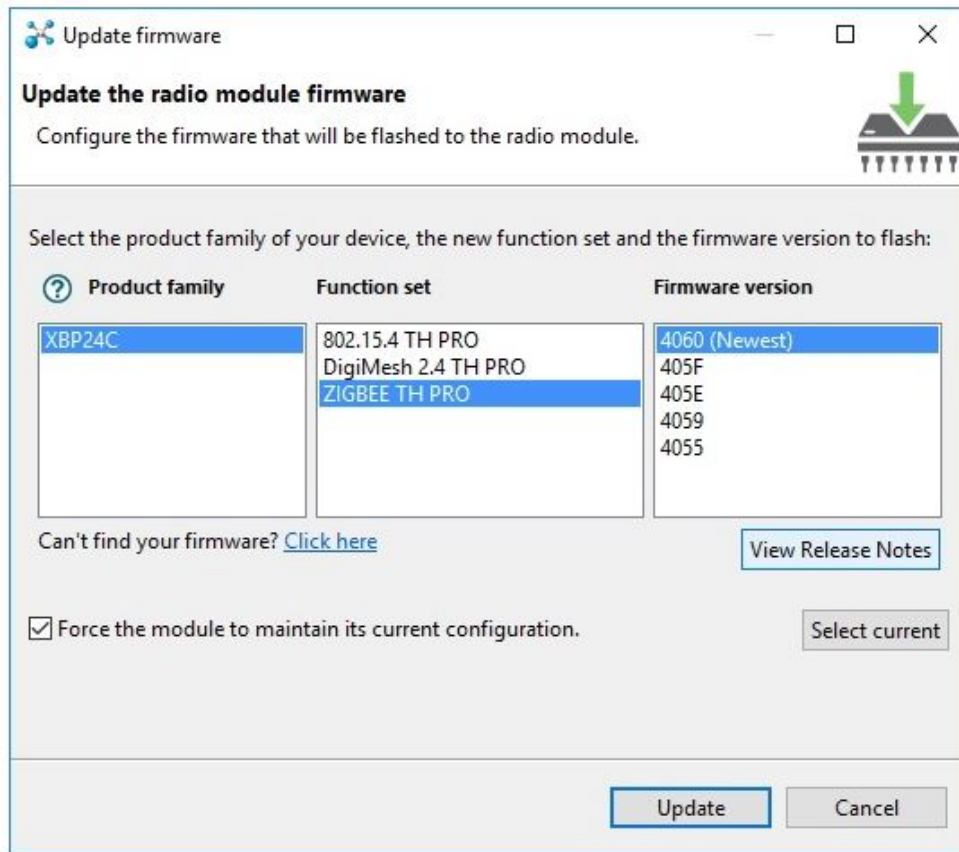 Update firmware
Update the radio module firmware
Configure the firmware that will be flashed to the radio module.
Select the product family of your device, the new function set and the firmware version to flash:
? Product family
Function set
Firmware version
XBP24C
802.15.4 TH PRO
DigiMesh 2.4 TH PRO
ZIGBEE TH PRO
4060 (Newest)
405F
405E
4059
4055
Can't find your firmware? Click here
View Release Notes
Force the module to maintain its current configuration.
Select current
Update
Cancel